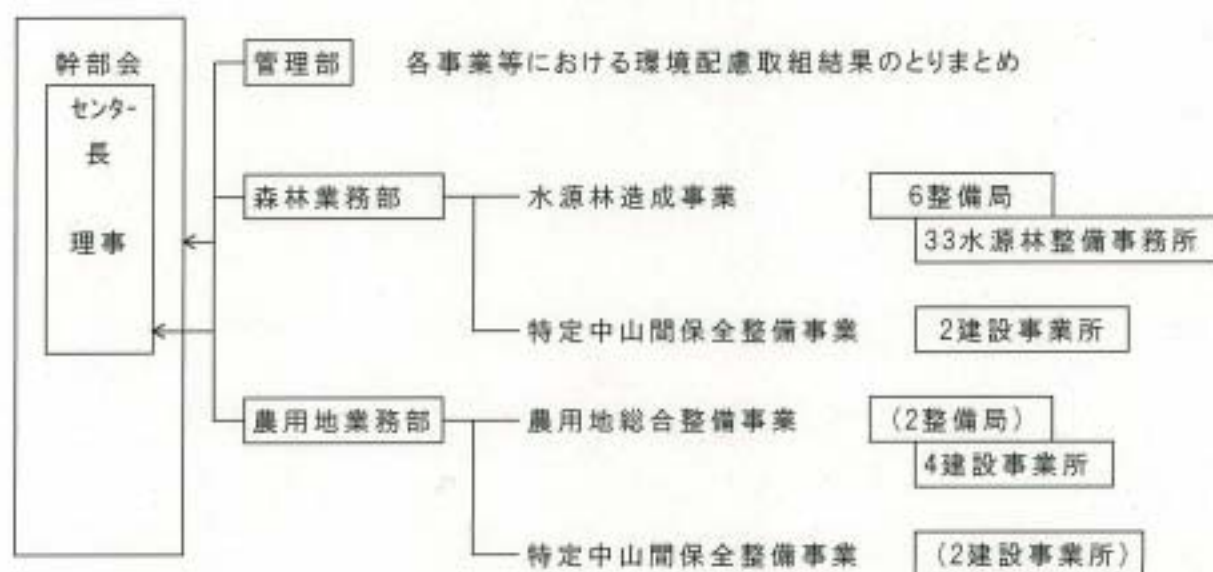 幹部会
センター
長
理事
管理部 各事業等における環境配慮取組結果のとりまとめ
森林業務部 水源林造成事業 6整備局
33水源林整備事務所
特定中山間保全整備事業 2建設事業所
農用地業務部 農用地総合整備事業 (2整備局)
4建設事業所
特定中山間保全整備事業 (2建設事業所)